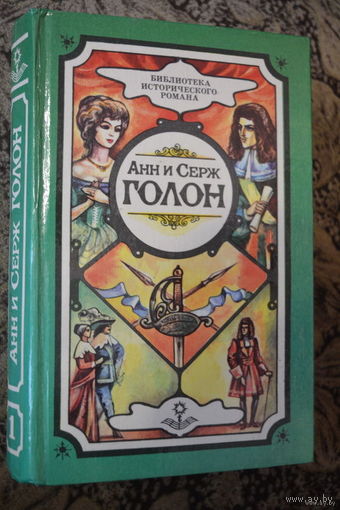 БИБЛИОТЕКА
ИСТОРИЧЕСКОГО
РОМАНА
Анн и Серж
ГОЛОН
Анн и Серж ГОЛОН
www.ay.by